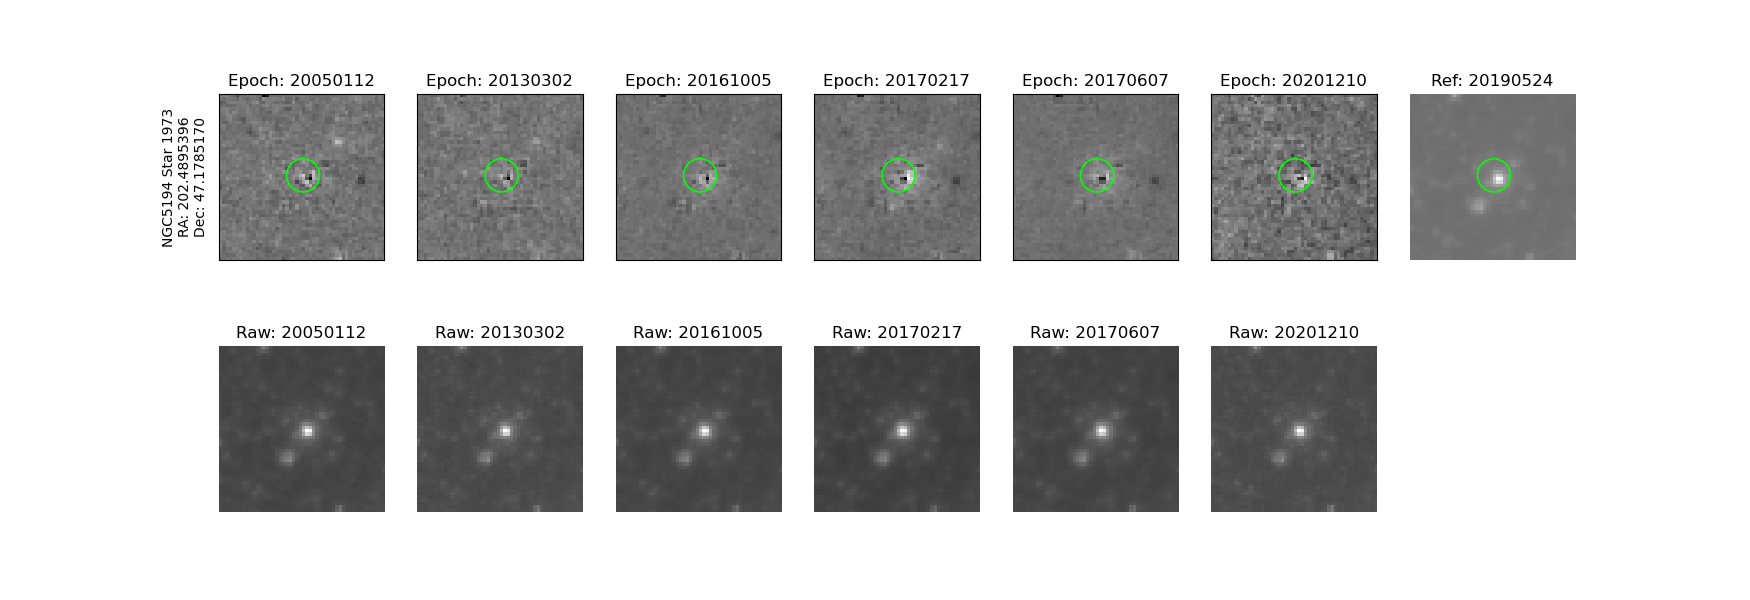 Epoch: 20050112
Epoch: 20130302
Epoch: 20161005
Epoch: 20170217
Epoch: 20170607
Epoch: 20201210
Ref: 20190524
NGC5194 Star 1973
RA: 202.4895396
Dec: 47.1785170
Raw: 20050112
Raw: 20130302
Raw: 20161005
Raw: 20170217
Raw: 20170607
Raw: 20201210